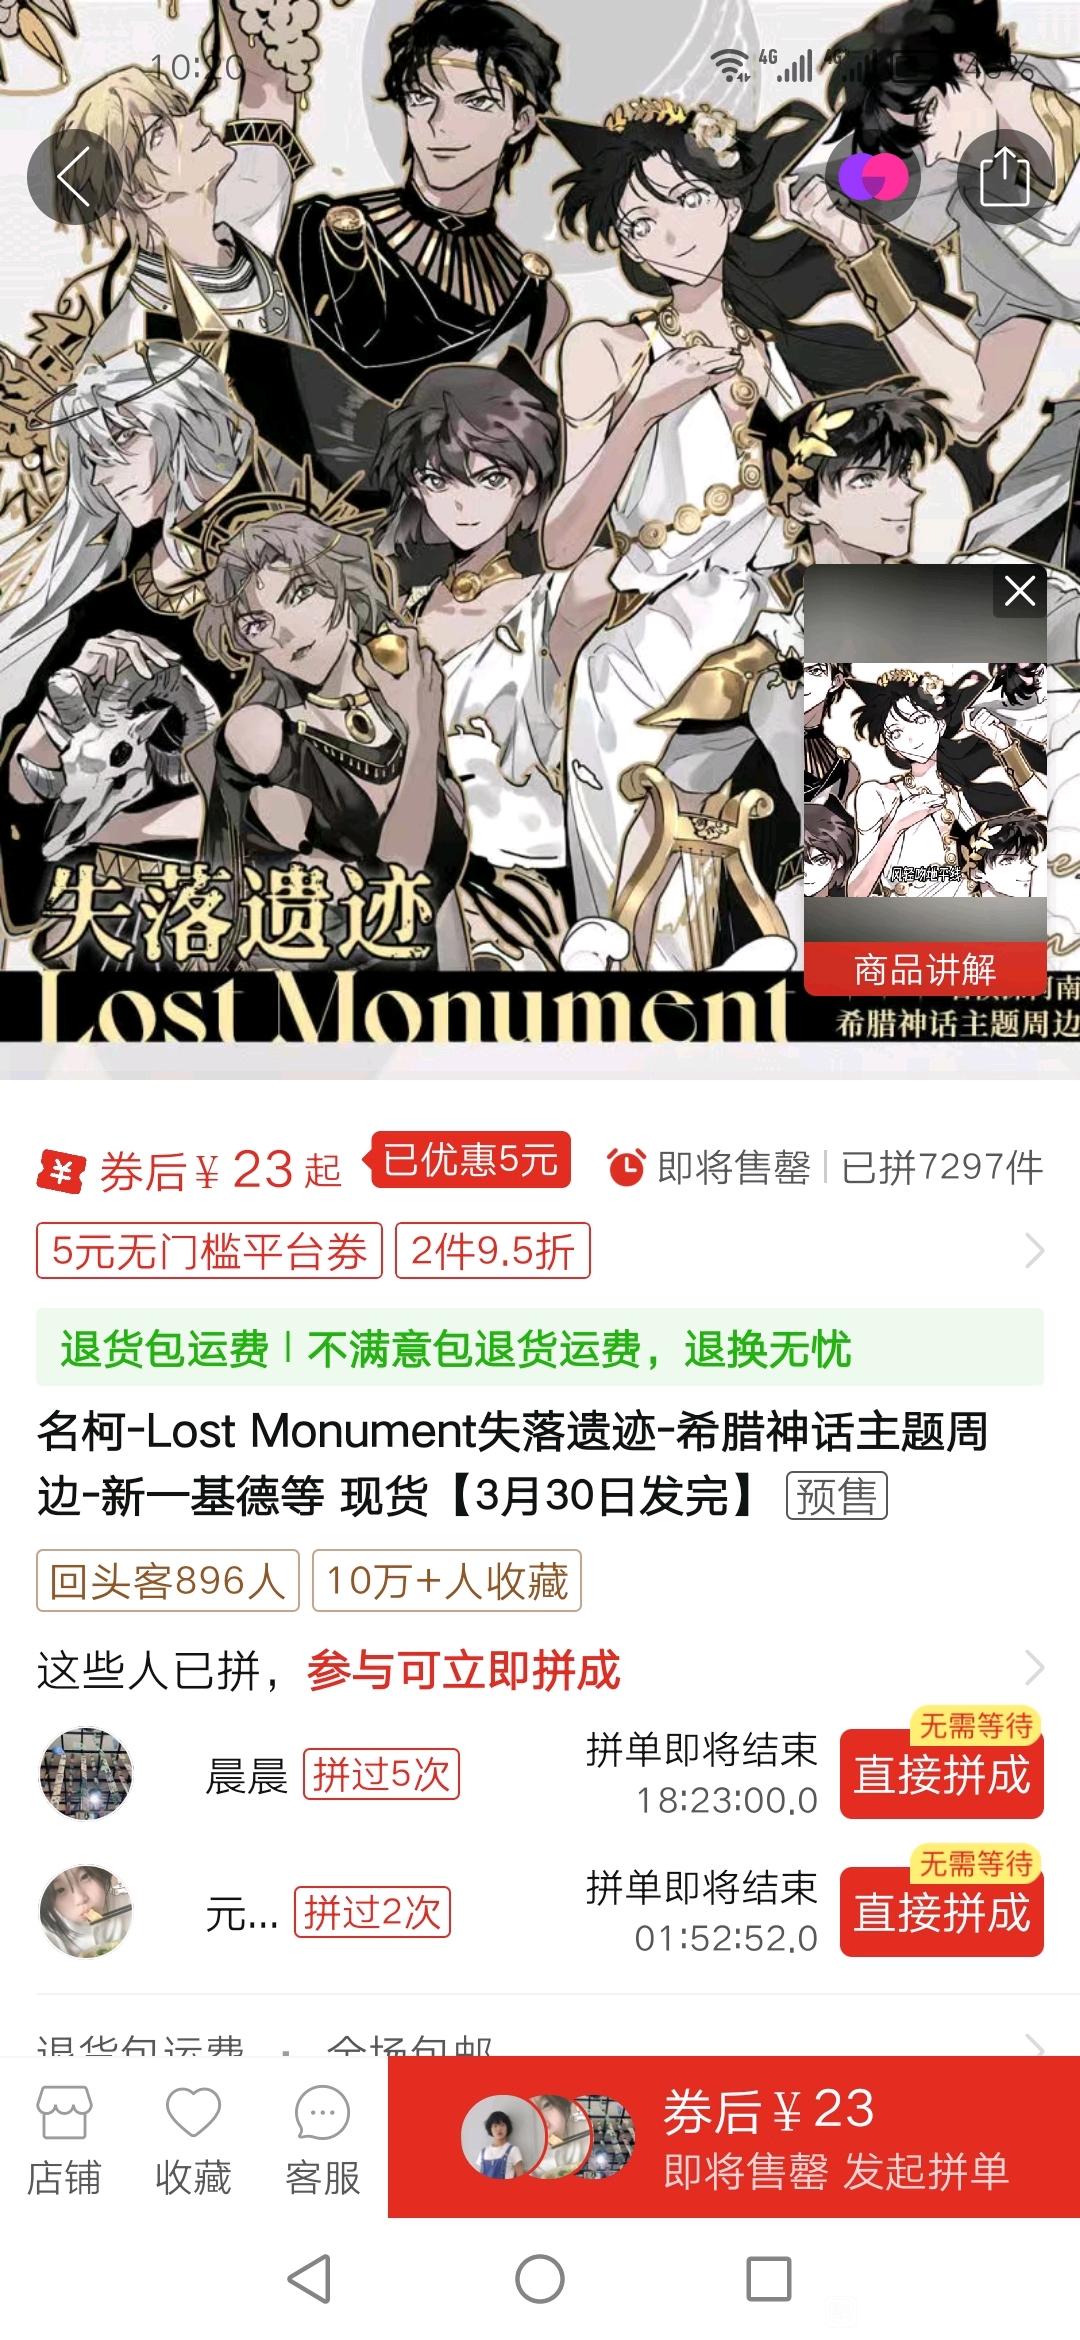 10:20
4G
4G
风轻吻地平线
商品讲解
失落遗迹
Lost Monument
希腊神话主题周边
券后¥23起
已优惠5元
即将售罄
已拼7297件
5元无门槛平台券
2件9.5折
退货包运费 | 不满意包退货运费，退换无忧
名柯-Lost Monument失落遗迹-希腊神话主题周
边-新一基德等 现货【3月30日发完】 预售
回头客896人
10万+人收藏
这些人已拼，参与可立即拼成
无需等待
晨晨 拼过5次
拼单即将结束
18:23:00.0
直接拼成
无需等待
元... 拼过2次
拼单即将结束
01:52:52.0
直接拼成
退货包运费 · 全场包邮
店铺
收藏
客服
券后¥23
即将售罄 发起拼单